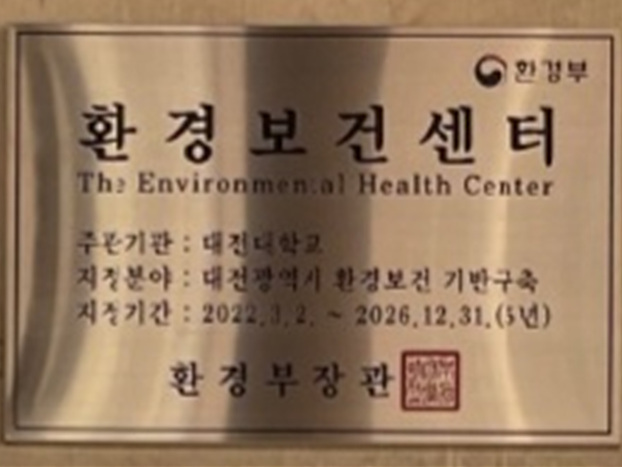 환경부
환경보건센터
The Environmental Health Center
주관기관 : 대전대학교
지정분야 : 대전광역시 환경보건 기반구축
지정기간 : 2022.3.2. ~ 2026.12.31.(5년)
환경부장관